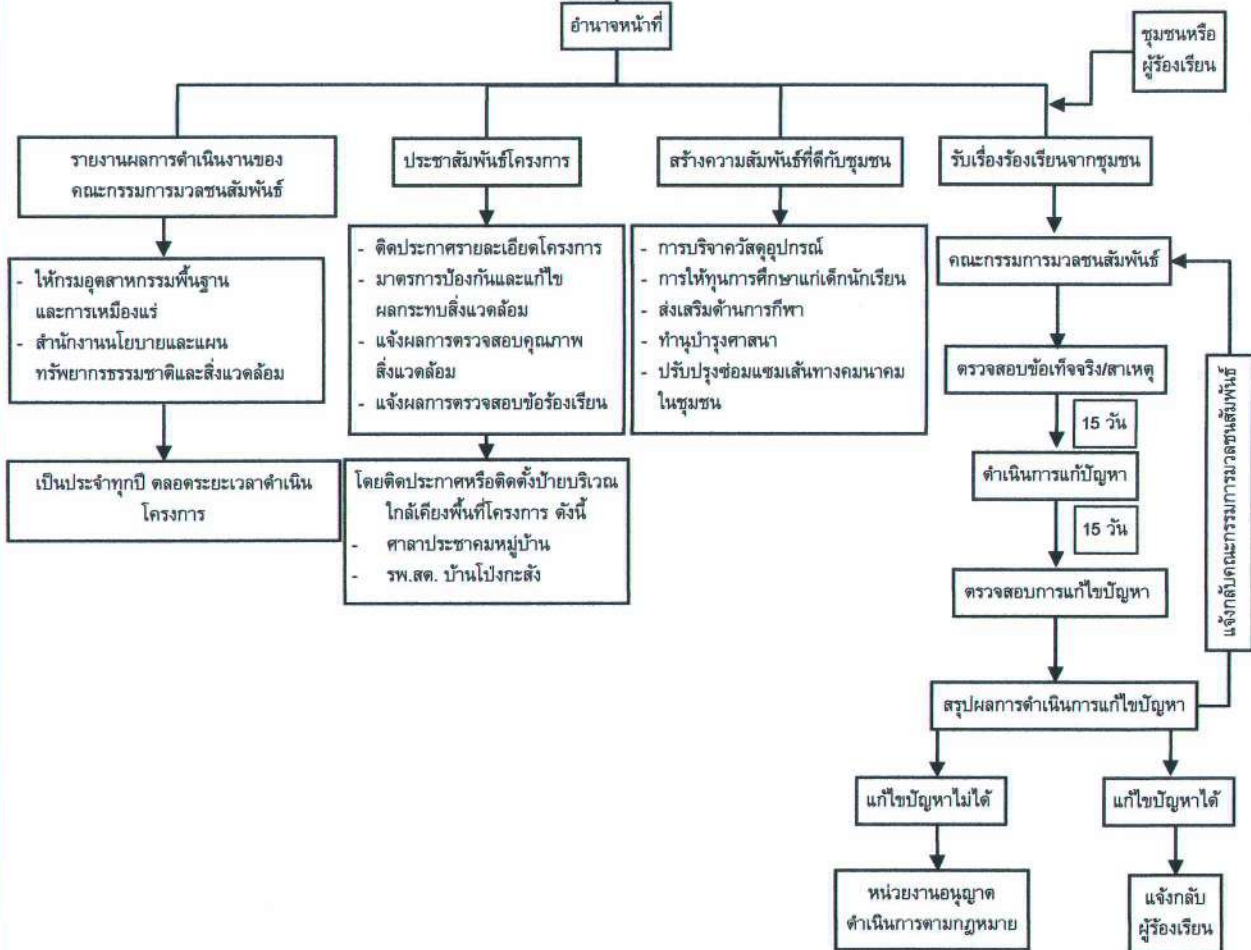 อำนาจหน้าที่
ชุมชนหรือ
ผู้ร้องเรียน
รายงานผลการดำเนินงานของ
คณะกรรมการมวลชนสัมพันธ์
ประชาสัมพันธ์โครงการ
สร้างความสัมพันธ์ที่ดีกับชุมชน
รับเรื่องร้องเรียนจากชุมชน
- ให้กรมอุตสาหกรรมพื้นฐาน
และการเหมืองแร่
- สำนักงานนโยบายและแผน
ทรัพยากรธรรมชาติและสิ่งแวดล้อม
- ติดประกาศรายละเอียดโครงการ
- มาตรการป้องกันและแก้ไข
ผลกระทบสิ่งแวดล้อม
- แจ้งผลการตรวจสอบคุณภาพ
สิ่งแวดล้อม
- แจ้งผลการตรวจสอบข้อร้องเรียน
- การบริจาควัสดุอุปกรณ์
- การให้ทุนการศึกษาแก่เด็กนักเรียน
- ส่งเสริมด้านการกีฬา
- ทำนุบำรุงศาสนา
- ปรับปรุงซ่อมแซมเส้นทางคมนาคม
ในชุมชน
คณะกรรมการมวลชนสัมพันธ์
ตรวจสอบข้อเท็จจริง/สาเหตุ
15 วัน
เป็นประจำทุกปี ตลอดระยะเวลาดำเนิน
โครงการ
โดยติดประกาศหรือติดตั้งป้ายบริเวณ
ใกล้เคียงพื้นที่โครงการ ดังนี้
- ศาลาประชาคมหมู่บ้าน
- รพ.สต. บ้านโป่งกะสัง
ดำเนินการแก้ปัญหา
15 วัน
ตรวจสอบการแก้ไขปัญหา
แจ้งกลับคณะกรรมการมวลชนสัมพันธ์
สรุปผลการดำเนินการแก้ไขปัญหา
แก้ไขปัญหาไม่ได้
แก้ไขปัญหาได้
หน่วยงานอนุญาต
ดำเนินการตามกฎหมาย
แจ้งกลับ
ผู้ร้องเรียน